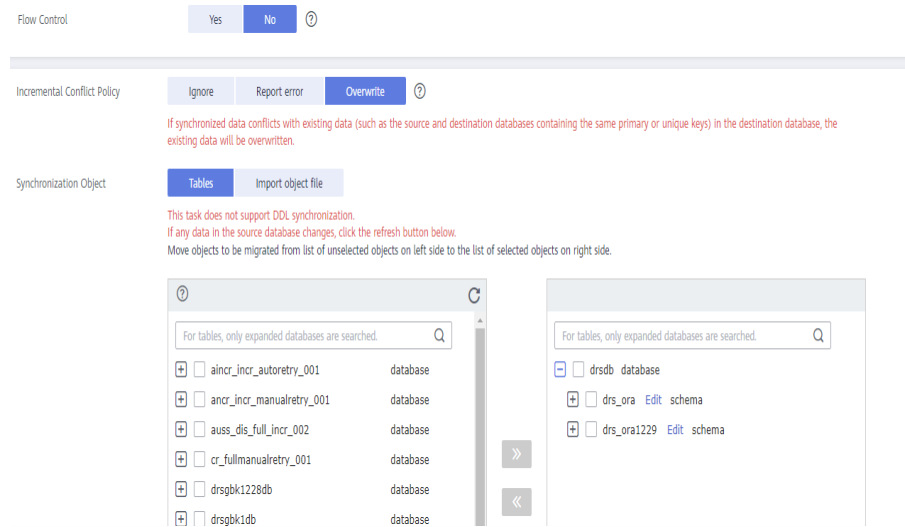 Flow Control
Yes
No
Incremental Conflict Policy
Ignore
Report error
Overwrite
If synchronized data conflicts with existing data (such as the source and destination databases containing the same primary or unique keys) in the destination database, the
existing data will be overwritten.
Synchronization Object
Tables
Import object file
This task does not support DDL synchronization.
If any data in the source database changes, click the refresh button below.
Move objects to be migrated from list of unselected objects on left side to the list of selected objects on right side.
For tables, only expanded databases are searched.
aincr_incr_autoretry_001 database
ancr_incr_manualretry_001 database
auss_dis_full_incr_002 database
cr_fullmanualretry_001 database
drsgbk1228db database
drsgbk1db database
For tables, only expanded databases are searched.
drsdb database
drs_ora Edit schema
drs_ora1229 Edit schema